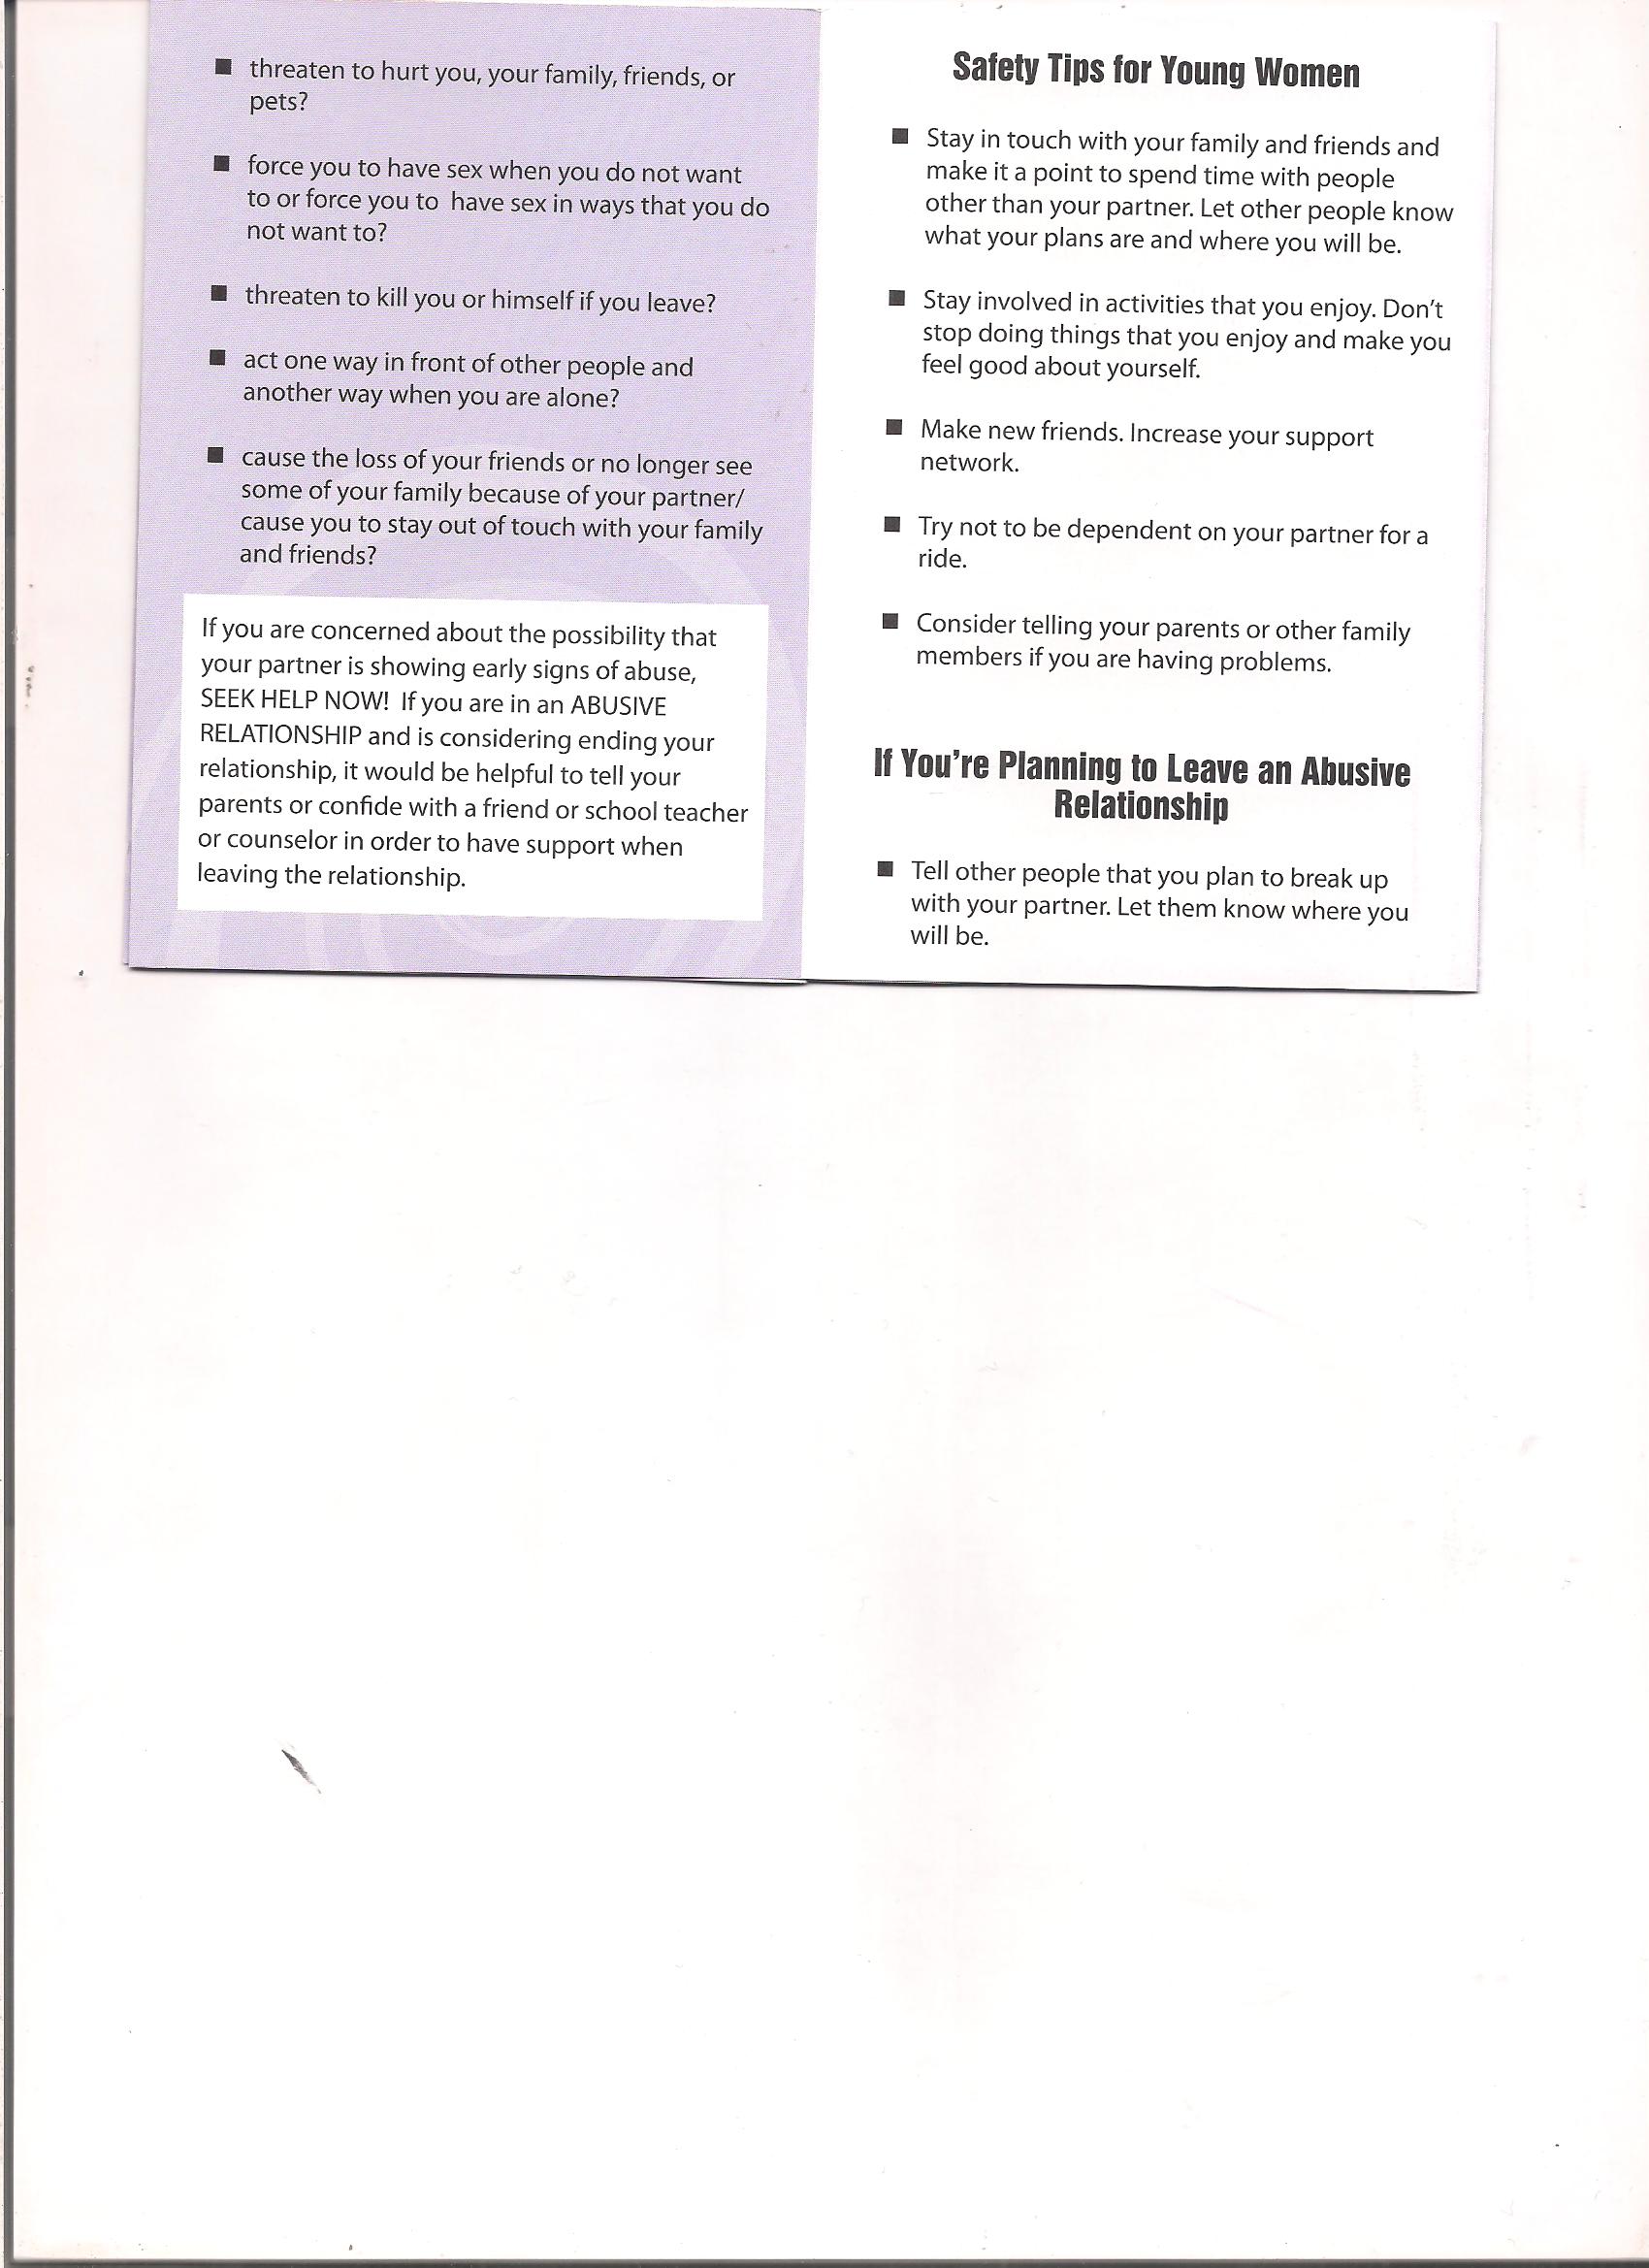 ■ threaten to hurt you, your family, friends, or
pets?
■ force you to have sex when you do not want
to or force you to  have sex in ways that you do
not want to?
■ threaten to kill you or himself if you leave?
■ act one way in front of other people and
another way when you are alone?
■ cause the loss of your friends or no longer see
some of your family because of your partner/
cause you to stay out of touch with your family
and friends?
If you are concerned about the possibility that
your partner is showing early signs of abuse,
SEEK HELP NOW!  If you are in an ABUSIVE
RELATIONSHIP and is considering ending your
relationship, it would be helpful to tell your
parents or confide with a friend or school teacher
or counselor in order to have support when
leaving the relationship.
Safety Tips for Young Women
■ Stay in touch with your family and friends and
make it a point to spend time with people
other than your partner. Let other people know
what your plans are and where you will be.
■ Stay involved in activities that you enjoy. Don't
stop doing things that you enjoy and make you
feel good about yourself.
■ Make new friends. Increase your support
network.
■ Try not to be dependent on your partner for a
ride.
■ Consider telling your parents or other family
members if you are having problems.
If You're Planning to Leave an Abusive
Relationship
■ Tell other people that you plan to break up
with your partner. Let them know where you
will be.